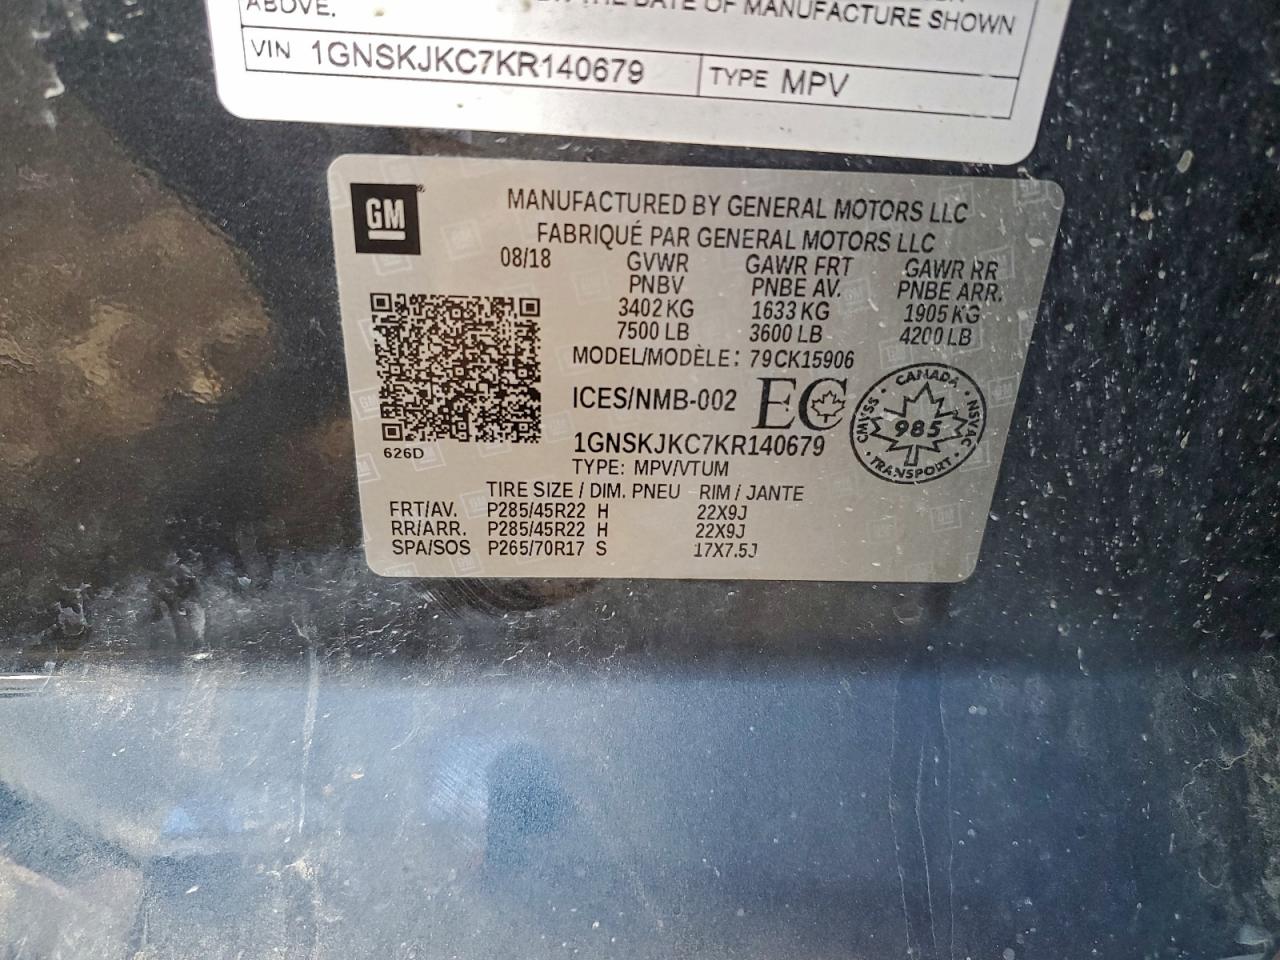 ABOVE. THE DATE OF MANUFACTURE SHOWN
VIN 1GNSKJKC7KR140679 TYPE MPV
GM
MANUFACTURED BY GENERAL MOTORS LLC
FABRIQUÉ PAR GENERAL MOTORS LLC
08/18 GVWR GAWR FRT GAWR RR
PNBV PNBE AV. PNBE ARR.
3402 KG 1633 KG 1905 KG
7500 LB 3600 LB 4200 LB
MODEL/MODÈLE: 79CK15906
ICES/NMB-002 EC
CANADA
CMVSS 985 NSVAC
TRANSPORT
1GNSKJKC7KR140679
626D
TYPE: MPV/VTUM
TIRE SIZE / DIM. PNEU RIM / JANTE
FRT/AV. P285/45R22 H 22X9J
RR/ARR. P285/45R22 H 22X9J
SPA/SOS P265/70R17 S 17X7.5J